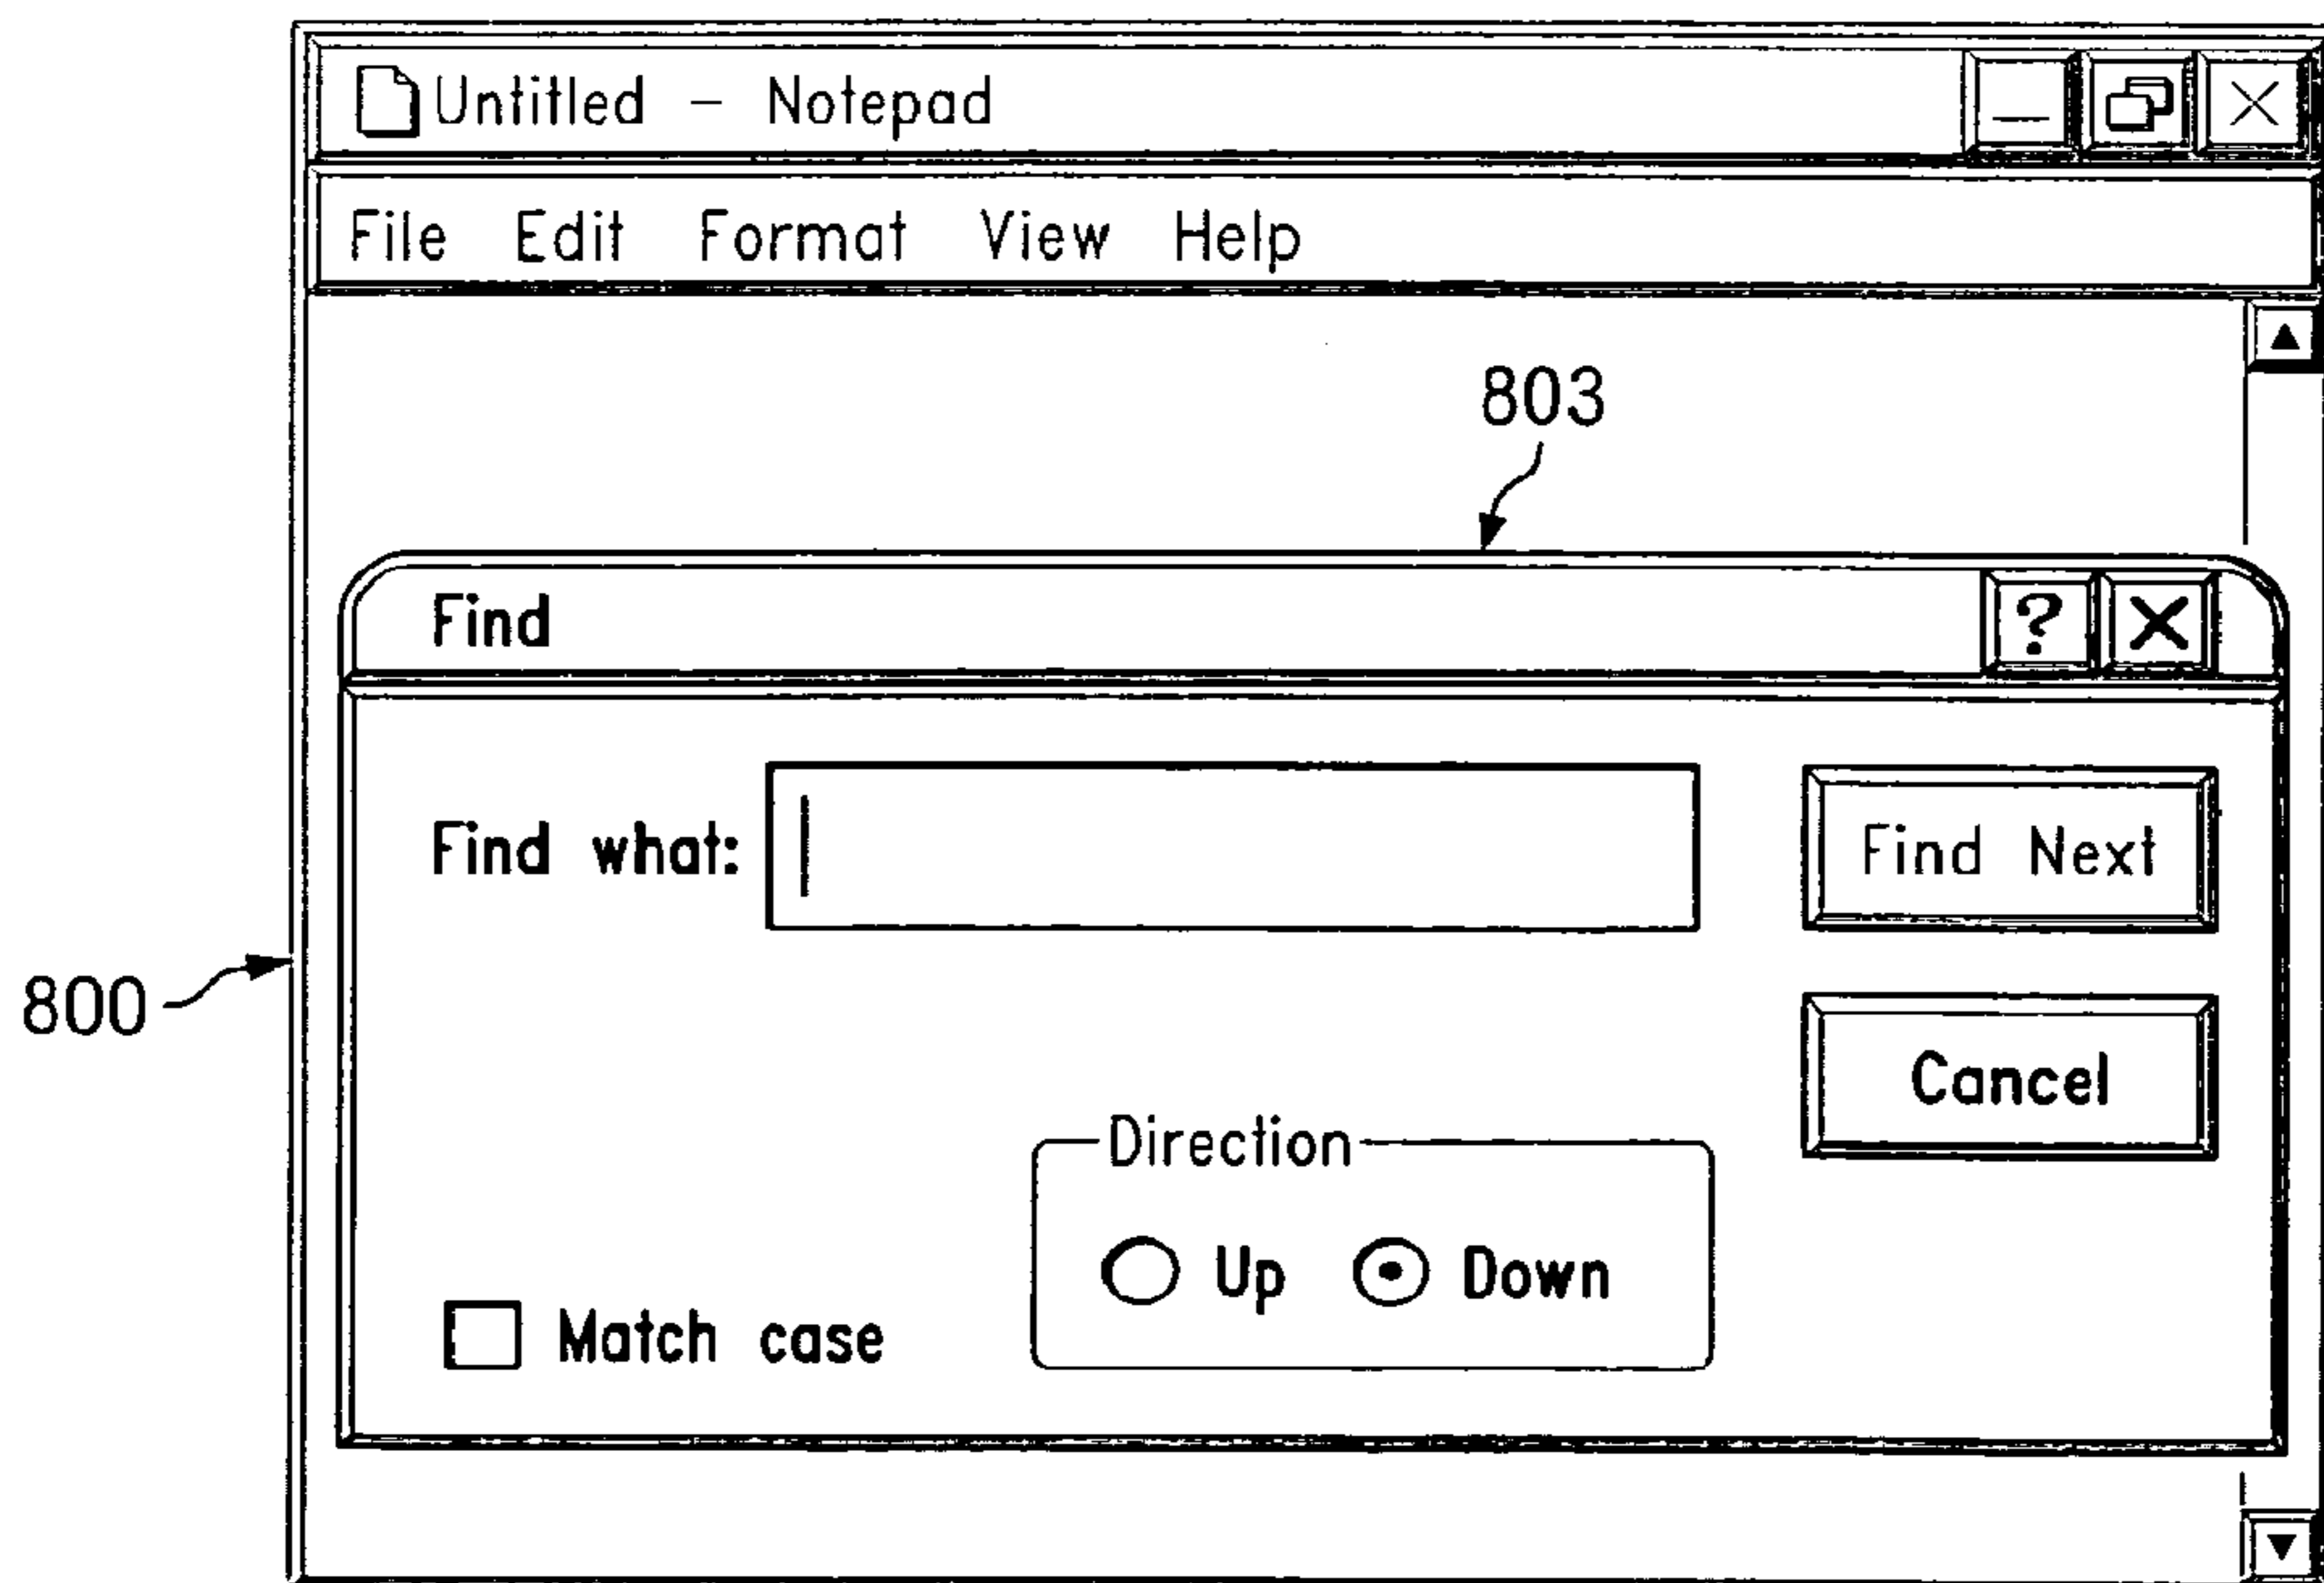 Untitled – Notepad
File Edit Format View Help
803
Find ?
Find what: Find Next
800
Cancel
Direction
Up Down
Match case